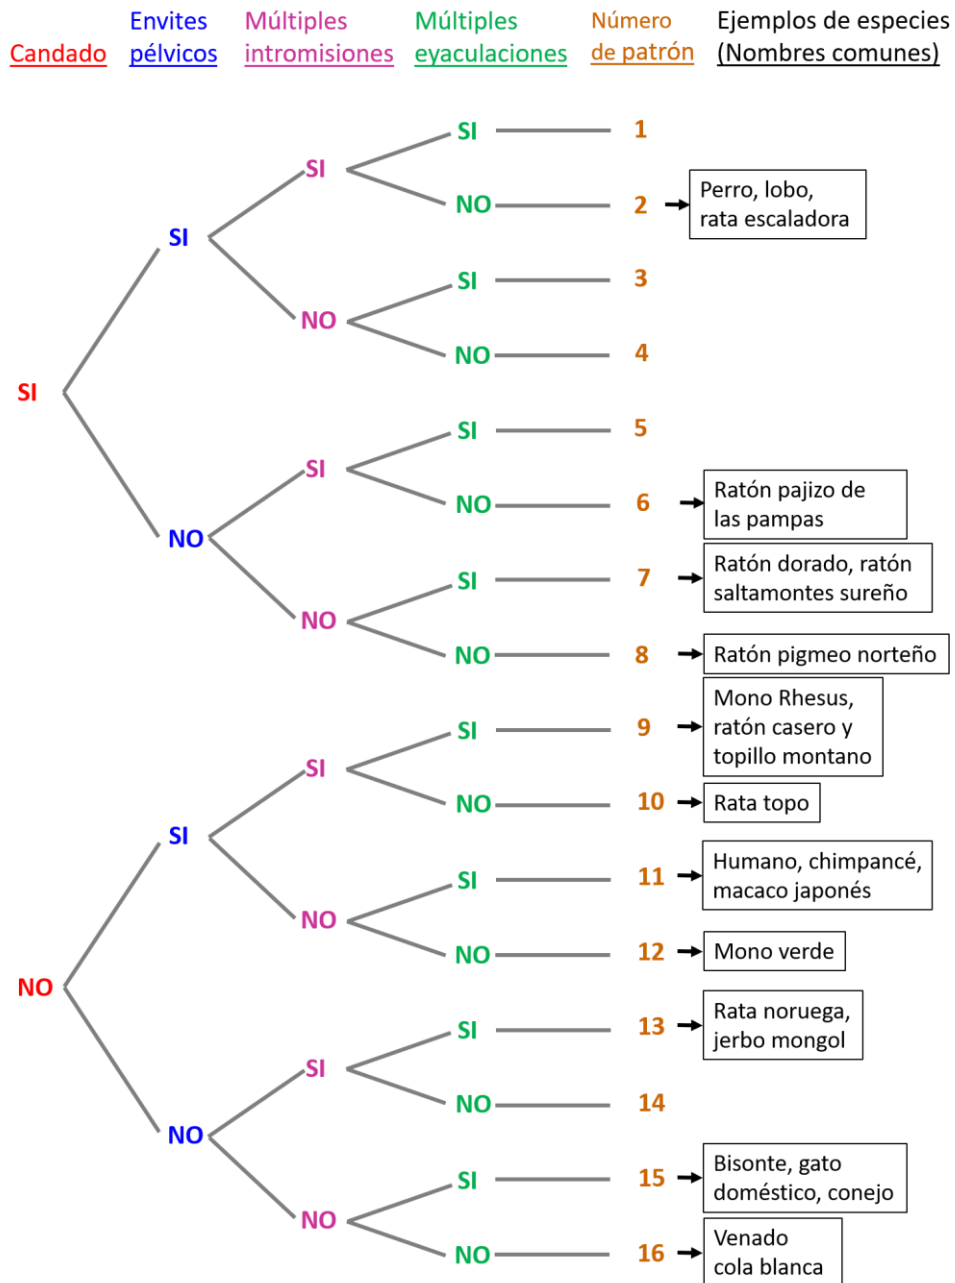 Candado
Envites
pélvicos
Múltiples
intromisiones
Múltiples
eyaculaciones
Número
de patrón
Ejemplos de especies
(Nombres comunes)
SI
SI
SI
SI
1
NO
2
Perro, lobo,
rata escaladora
NO
SI
3
NO
4
NO
SI
SI
5
NO
6
Ratón pajizo de
las pampas
NO
SI
7
Ratón dorado, ratón
saltamontes sureño
NO
8
Ratón pigmeo norteño
NO
SI
SI
SI
9
Mono Rhesus,
ratón casero y
topillo montano
NO
10
Rata topo
NO
SI
11
Humano, chimpancé,
macaco japonés
NO
12
Mono verde
NO
SI
SI
13
Rata noruega,
jerbo mongol
NO
14
NO
SI
15
Bisonte, gato
doméstico, conejo
NO
16
Venado
cola blanca